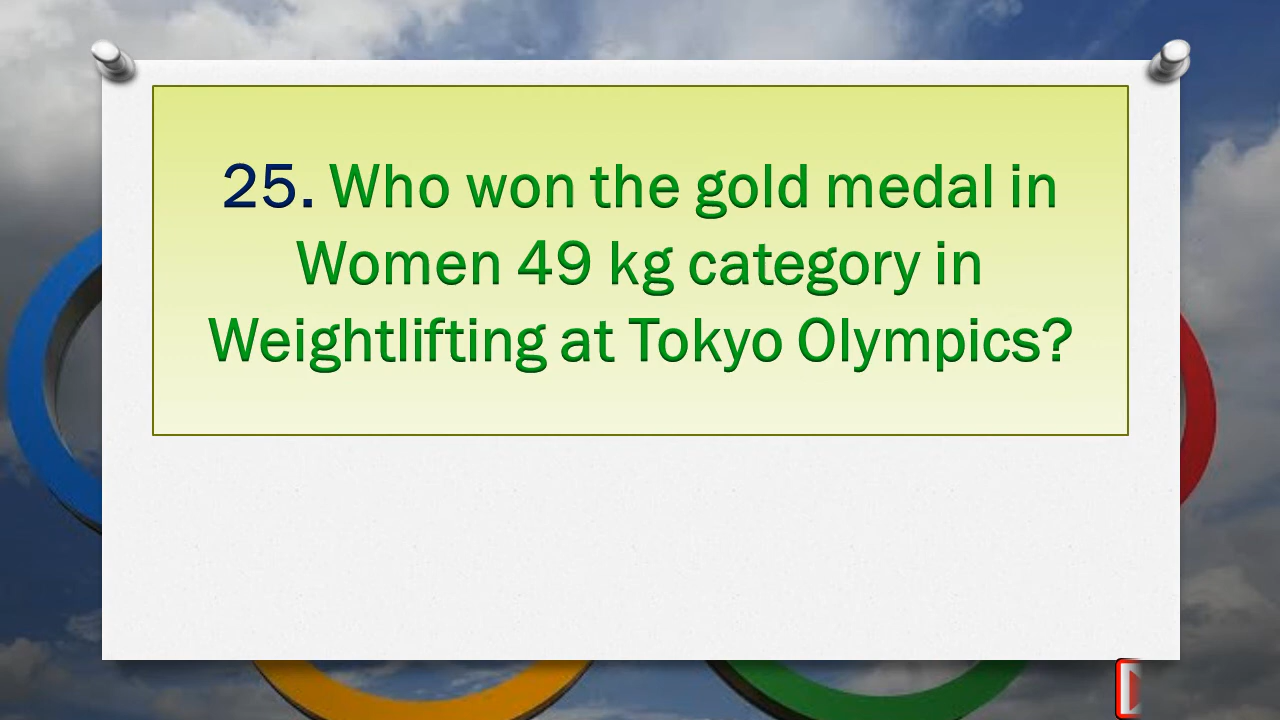 25. Who won the gold medal in
Women 49 kg category in
Weightlifting at Tokyo Olympics?